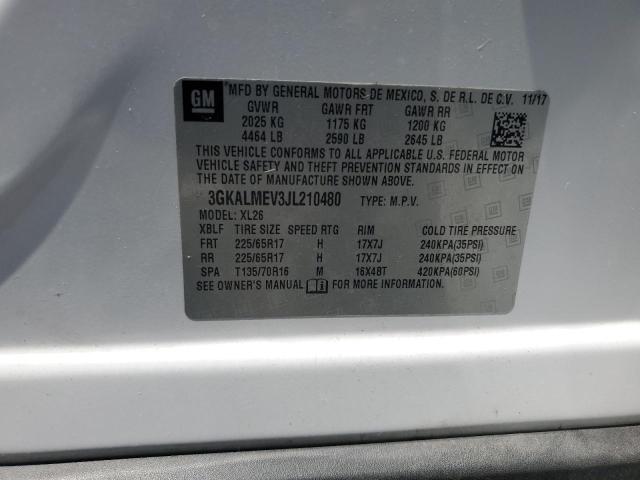 GM
MFD BY GENERAL MOTORS DE MEXICO, S. DE R.L. DE C.V. 11/17
GVWR GAWR FRT GAWR RR
2025 KG 1175 KG 1200 KG
4464 LB 2590 LB 2645 LB
THIS VEHICLE CONFORMS TO ALL APPLICABLE U.S. FEDERAL MOTOR
VEHICLE SAFETY AND THEFT PREVENTION STANDARDS IN EFFECT ON
THE DATE OF MANUFACTURE SHOWN ABOVE.
3GKALMEV3JL210480 TYPE: M.P.V.
MODEL: XL26
XBLF TIRE SIZE SPEED RTG RIM COLD TIRE PRESSURE
FRT 225/65R17 H 17X7J 240KPA(35PSI)
RR 225/65R17 H 17X7J 240KPA(35PSI)
SPA T135/70R16 M 16X4BT 420KPA(60PSI)
SEE OWNER'S MANUAL FOR MORE INFORMATION.